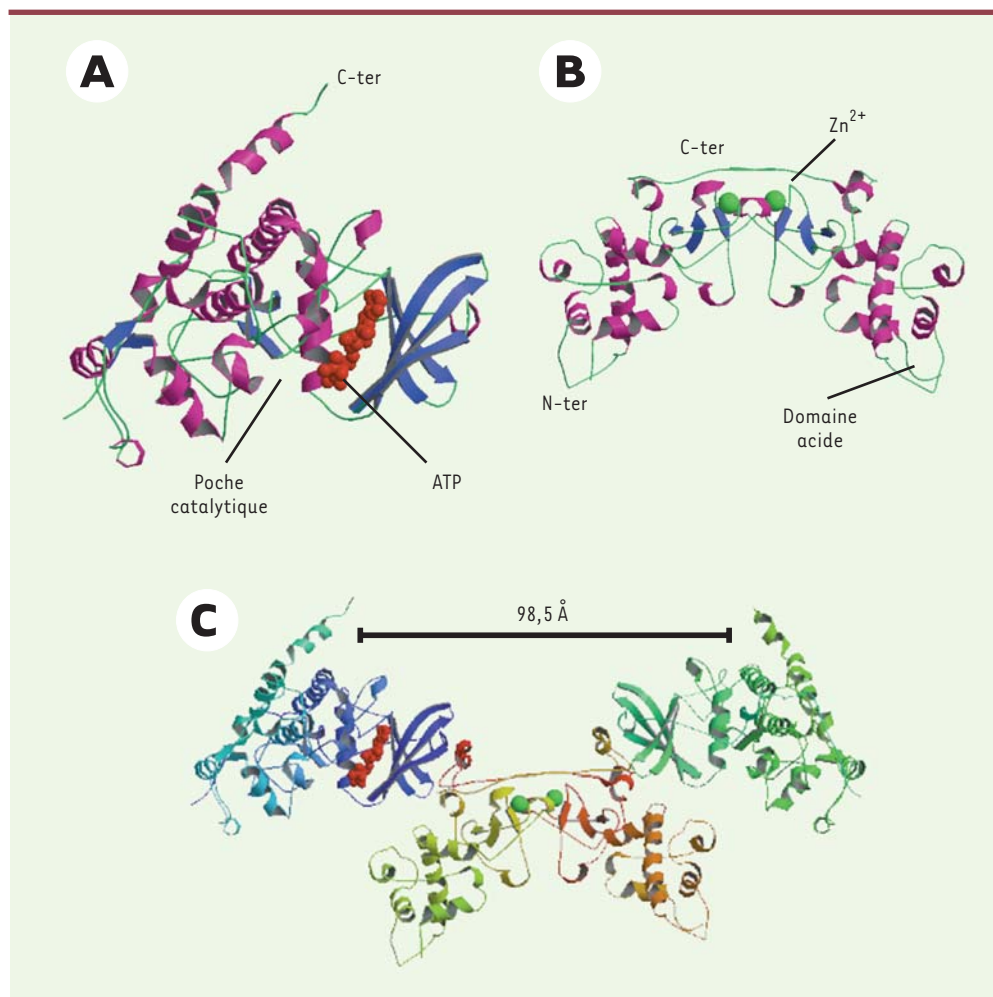 A
C-ter
Poche
catalytique
ATP
B
C-ter
Zn2+
N-ter
Domaine
acide
C
98,5 Å